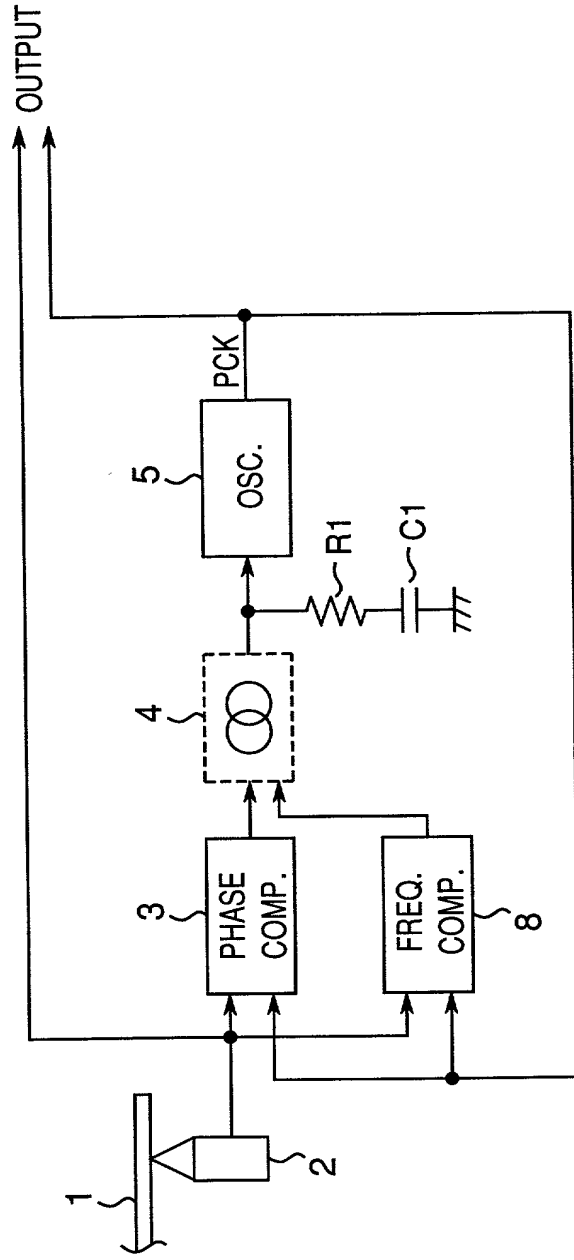 OUTPUT
PCK
5
OSC.
R1
C1
4
3
PHASE
COMP.
FREQ.
COMP.
8
1
2